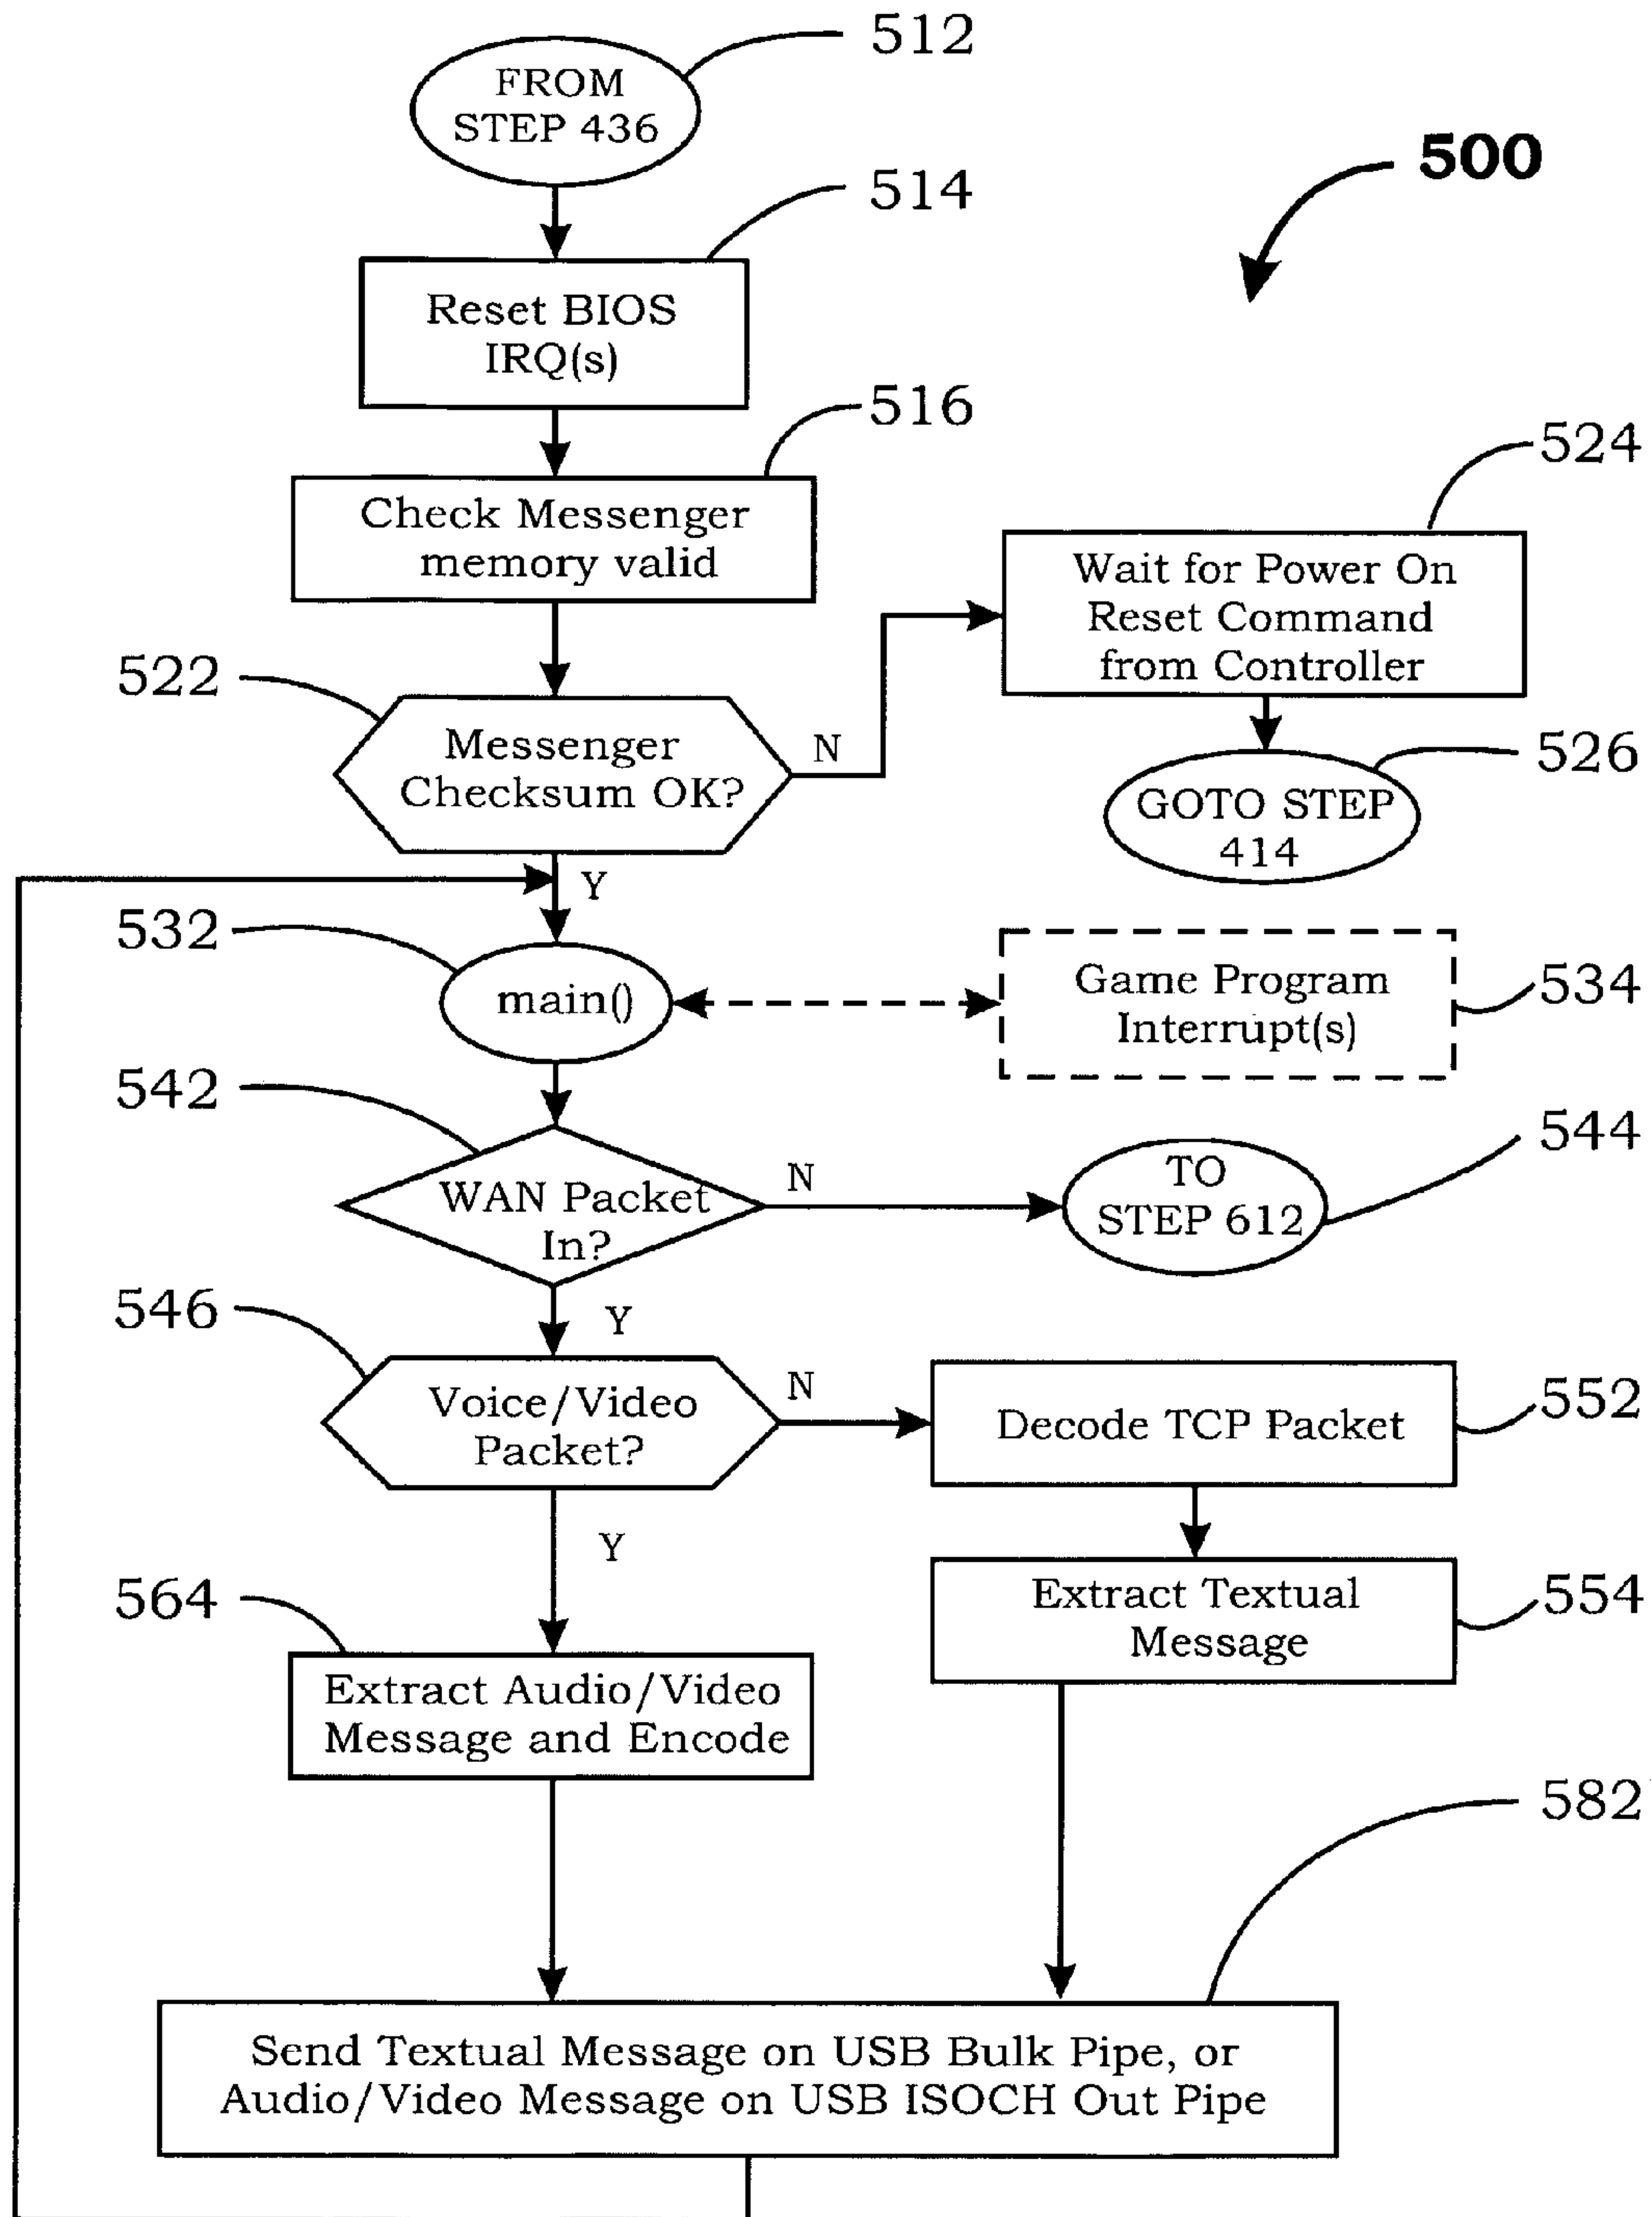 512
FROM
STEP 436
500
514
Reset BIOS
IRQ(s)
516
Check Messenger
memory valid
524
Wait for Power On
Reset Command
from Controller
522
Messenger
Checksum OK?
N
526
GOTO STEP
414
Y
532
main()
Game Program
Interrupt(s)
534
542
WAN Packet
In?
N
TO
STEP 612
544
546
Y
Voice/Video
Packet?
N
Decode TCP Packet
552
Y
Extract Textual
Message
554
564
Extract Audio/Video
Message and Encode
582
Send Textual Message on USB Bulk Pipe, or
Audio/Video Message on USB ISOCH Out Pipe